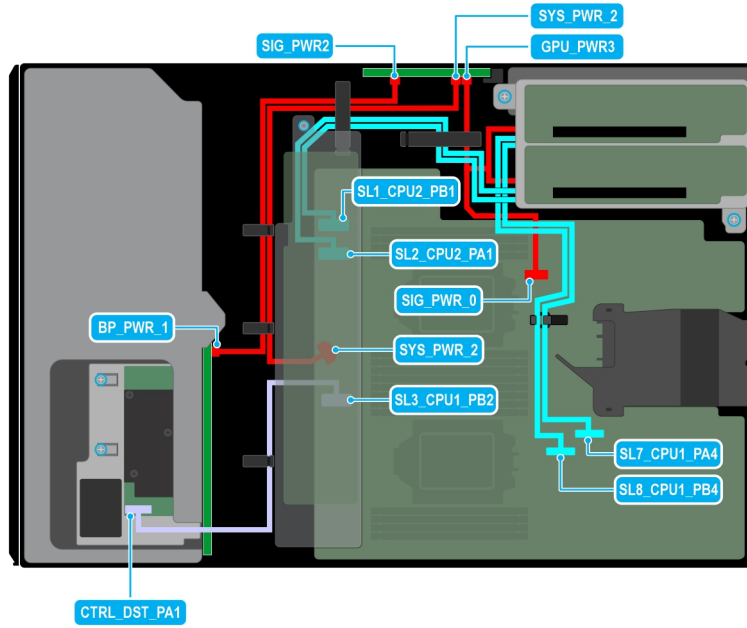 SYS_PWR_2
SIG_PWR2
GPU_PWR3
SL1_CPU2_PB1
SL2_CPU2_PA1
SIG_PWR_0
BP_PWR_1
SYS_PWR_2
SL3_CPU1_PB2
SL7_CPU1_PA4
SL8_CPU1_PB4
CTRL_DST_PA1